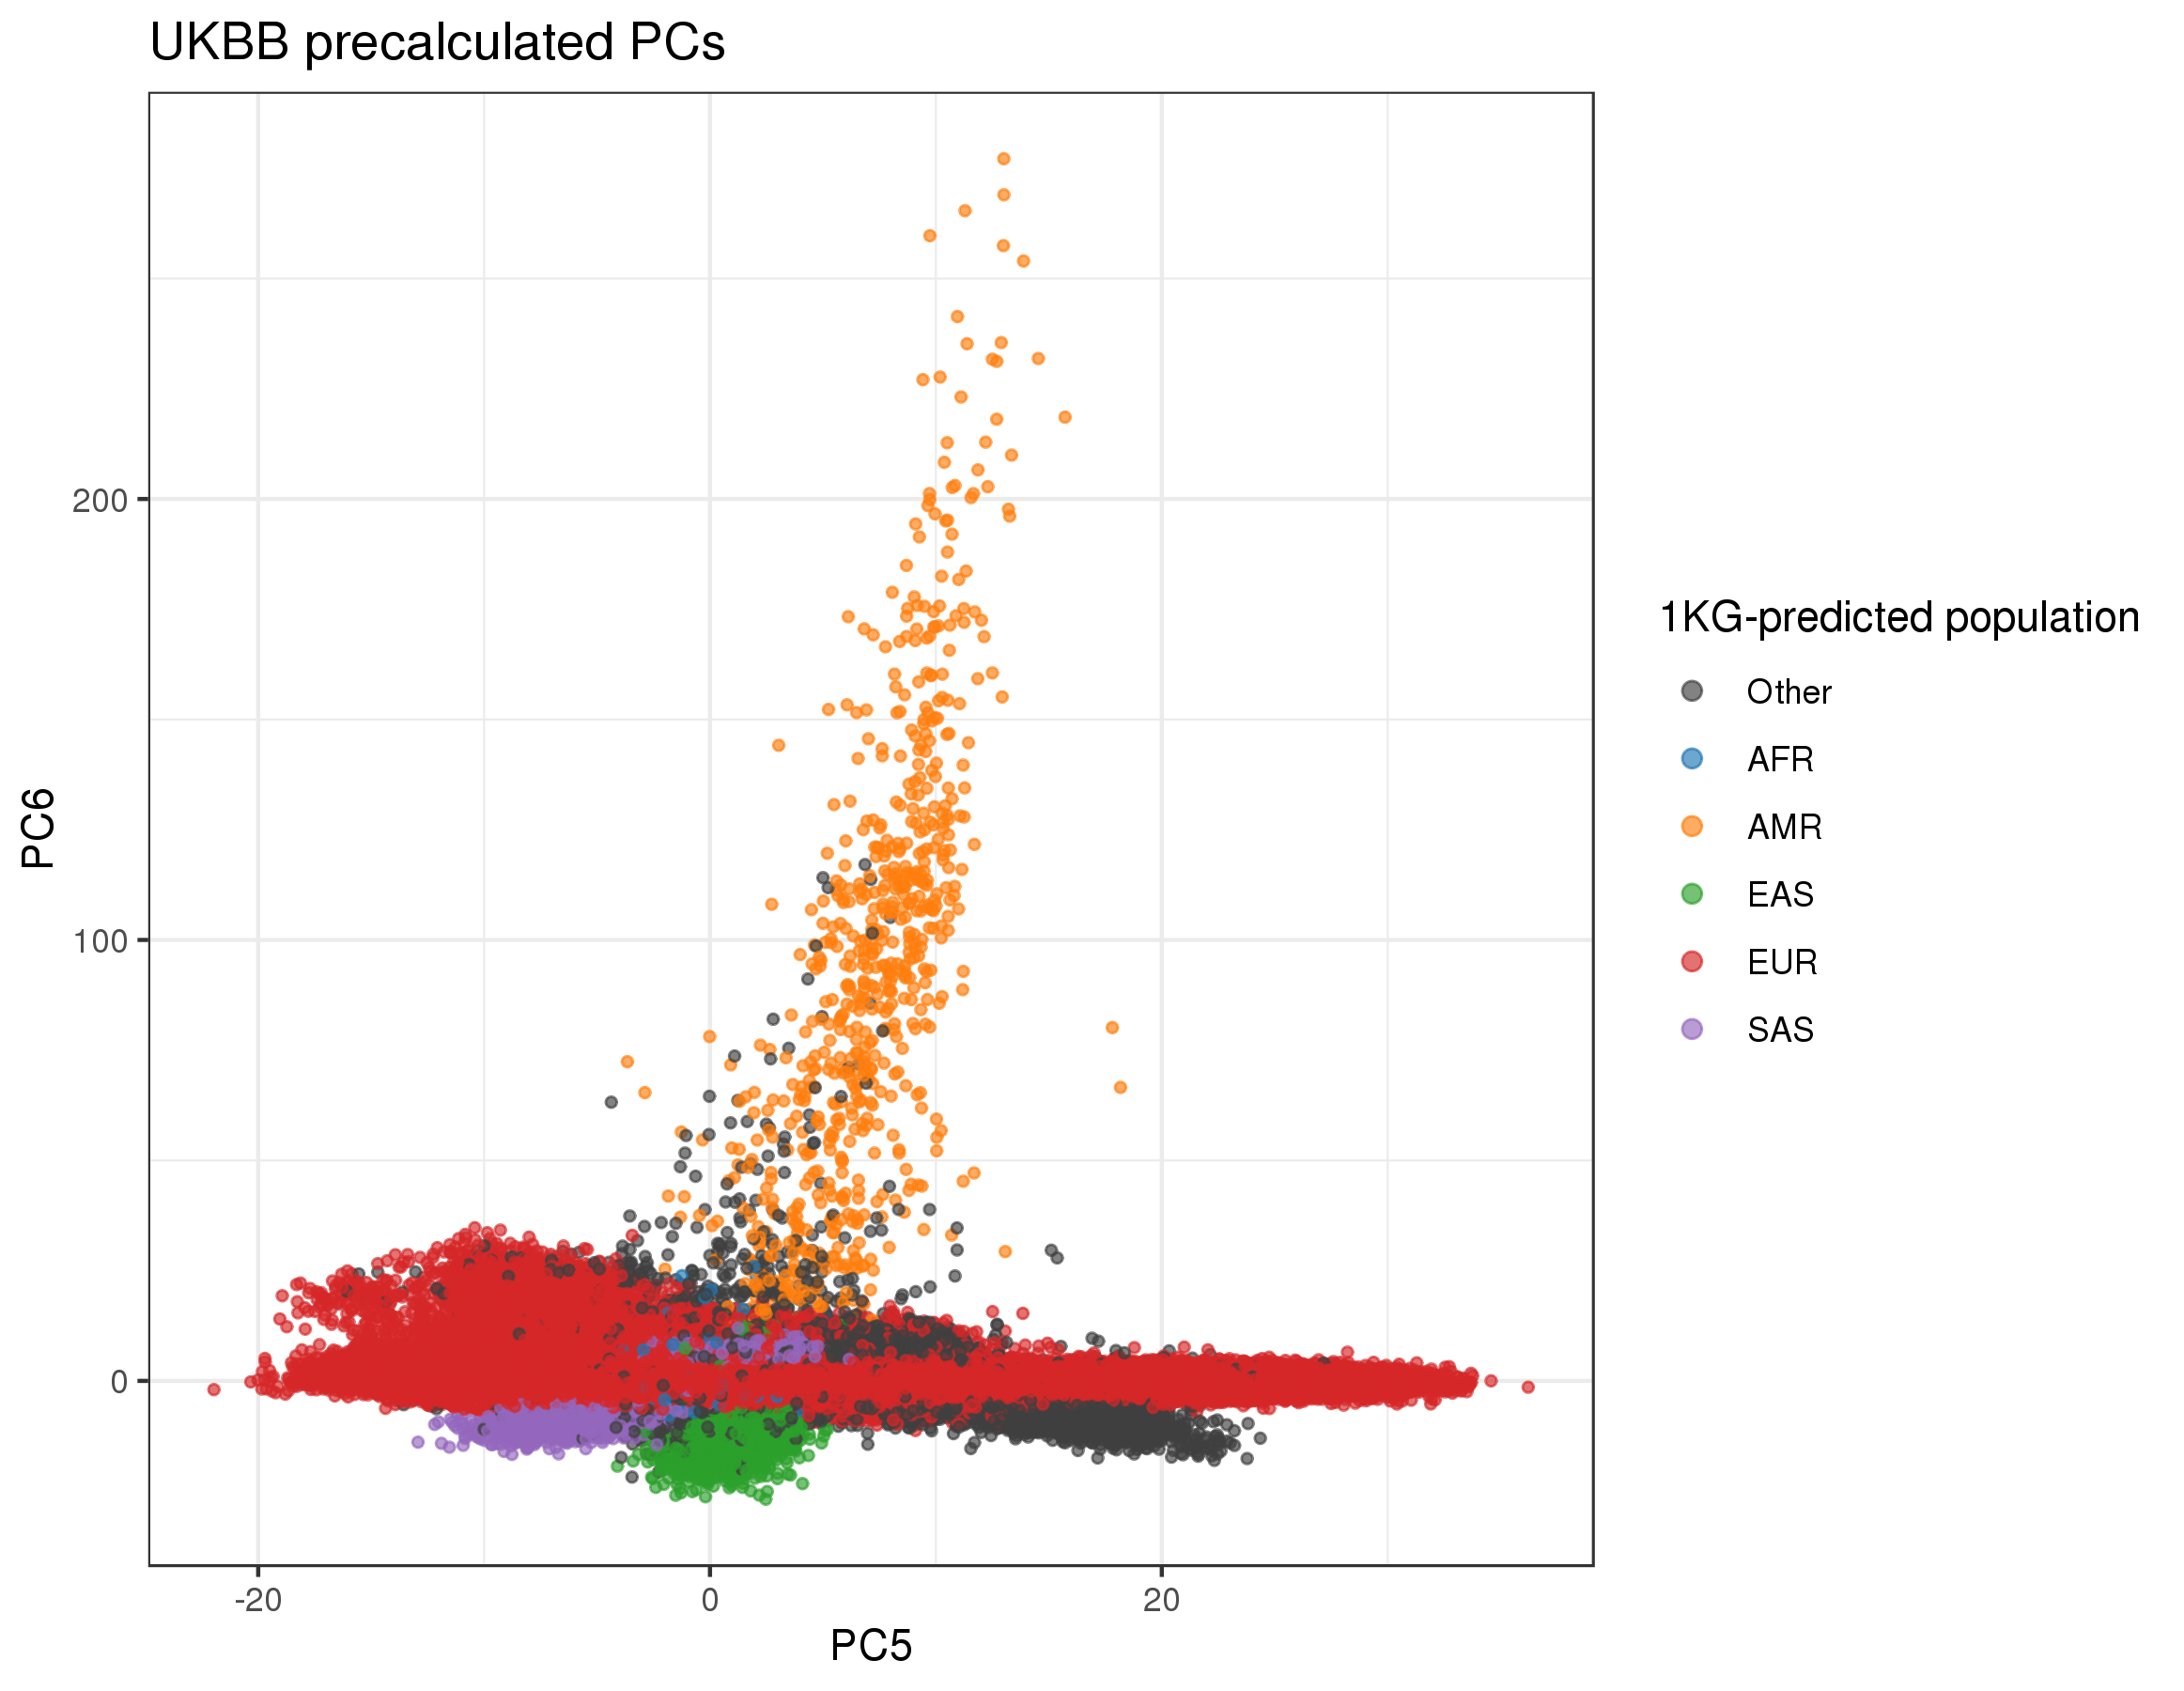 UKBB precalculated PCs
PC6
200
100
0
-20
0
20
PC5
1KG-predicted population
Other
AFR
AMR
EAS
EUR
SAS